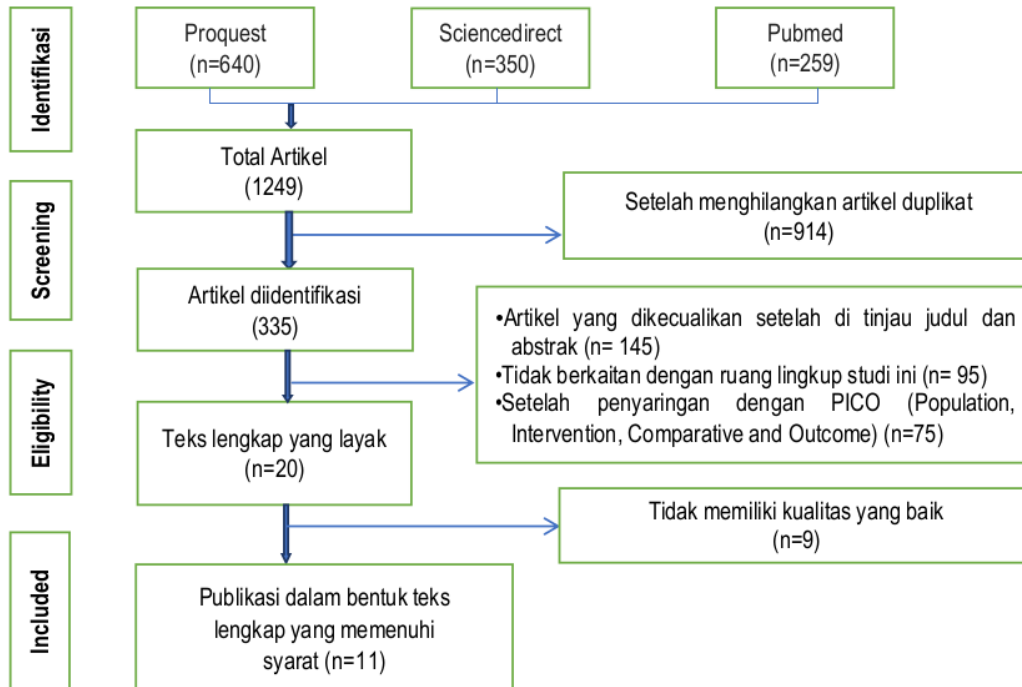 Identifikasi
Proquest
(n=640)
Sciencedirect
(n=350)
Pubmed
(n=259)
Total Artikel
(1249)
Screening
Setelah menghilangkan artikel duplikat
(n=914)
Artikel diidentifikasi
(335)
•Artikel yang dikecualikan setelah di tinjau judul dan
abstrak (n= 145)
•Tidak berkaitan dengan ruang lingkup studi ini (n= 95)
•Setelah penyaringan dengan PICO (Population,
Intervention, Comparative and Outcome) (n=75)
Eligibility
Teks lengkap yang layak
(n=20)
Tidak memiliki kualitas yang baik
(n=9)
Included
Publikasi dalam bentuk teks
lengkap yang memenuhi
syarat (n=11)